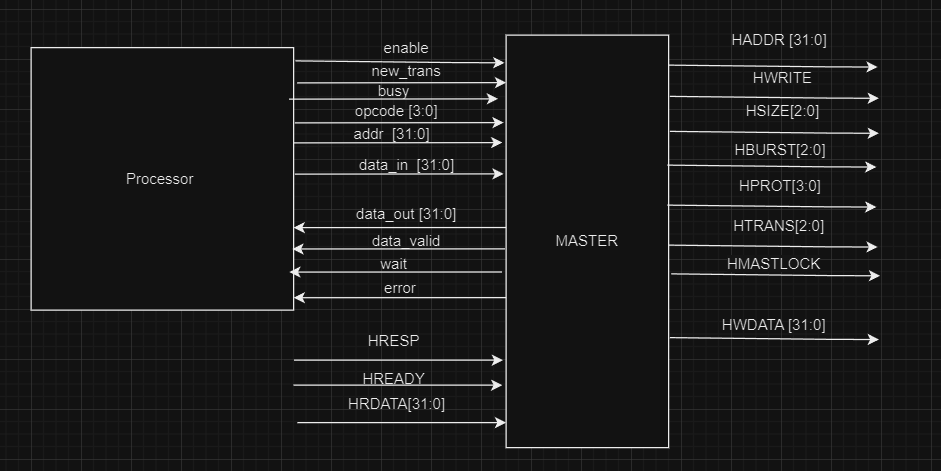 enable
new_trans
busy
opcode [3:0]
addr [31:0]
data_in [31:0]
Processor
data_out [31:0]
data_valid
wait
error
HRESP
HREADY
HRDATA[31:0]
MASTER
HADDR [31:0]
HWRITE
HSIZE[2:0]
HBURST[2:0]
HPROT[3:0]
HTRANS[2:0]
HMASTLOCK
HWDATA [31:0]